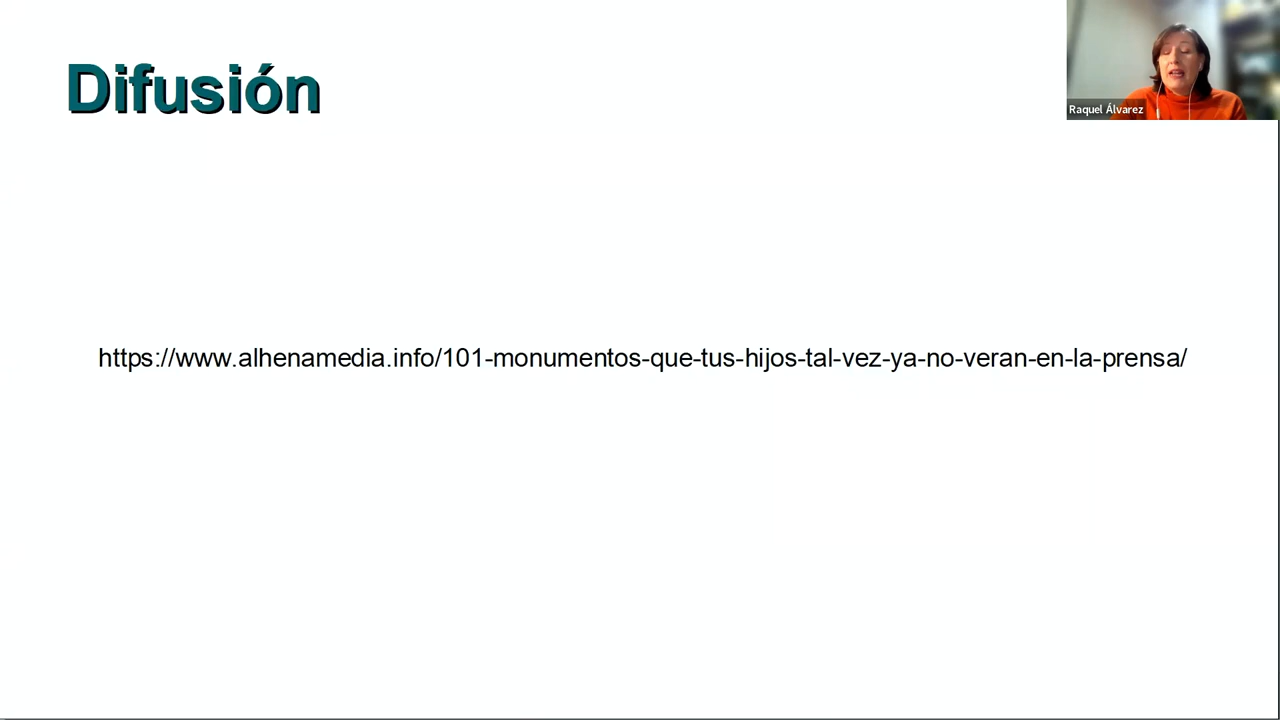 Difusión
Raquel Álvarez
https://www.alhenamedia.info/101-monumentos-que-tus-hijos-tal-vez-ya-no-veran-en-la-prensa/